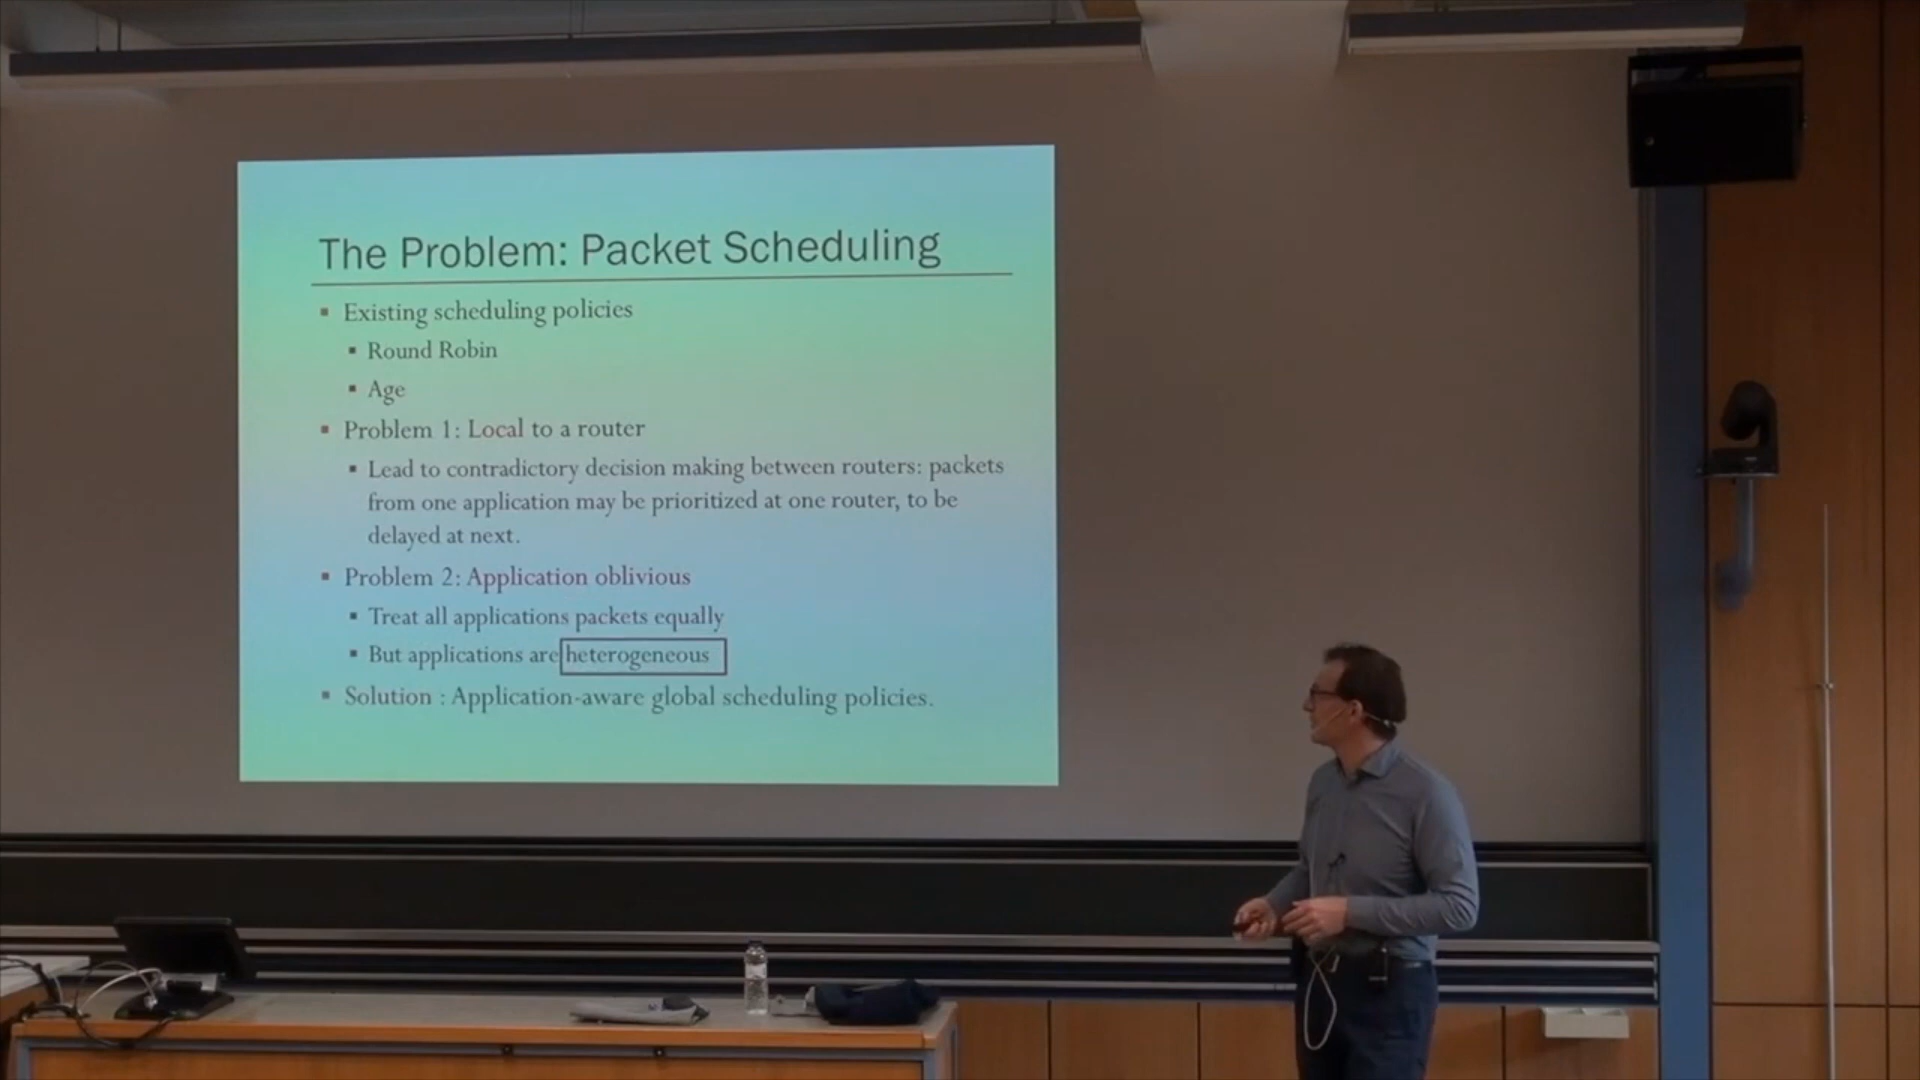 The Problem: Packet Scheduling
Existing scheduling policies
Round Robin
Age
Problem 1: Local to a router
Lead to contradictory decision making between routers: packets
from one application may be prioritized at one router, to be
delayed at next.
Problem 2: Application oblivious
Treat all applications packets equally
But applications are heterogeneous
Solution : Application-aware global scheduling policies.